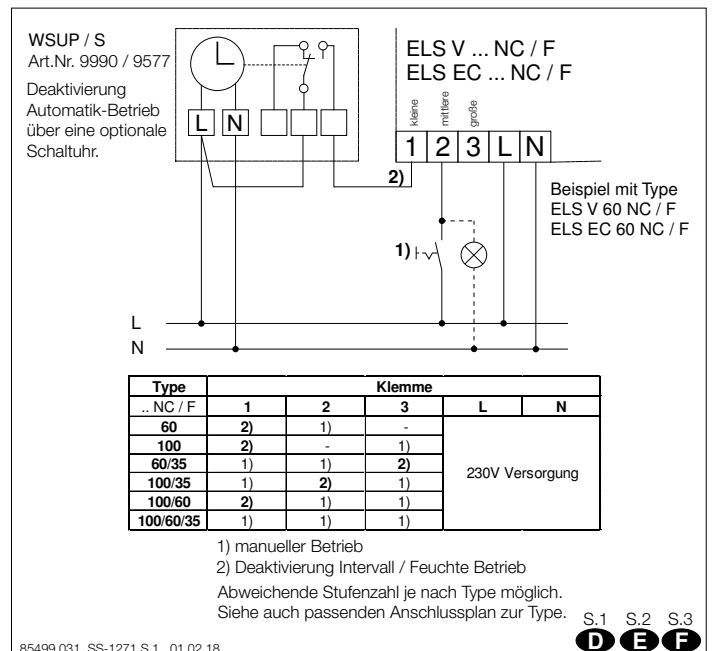 WSUP / S
Art.Nr. 9990 / 9577
Deaktivierung
Automatik-Betrieb
über eine optionale
Schaltuhr.
L N
ELS V ... NC / F
ELS EC ... NC / F
kleine mittlere große
1 2 3 L N
2)
Beispiel mit Type
ELS V 60 NC / F
ELS EC 60 NC / F
1)
L
N
Type Klemme
.. NC / F 1 2 3 L N
60 2) 1) -
100 2) - 1)
60/35 1) 1) 2)
230V Versorgung
100/35 1) 2) 1)
100/60 2) 1) 1)
100/60/35 1) 1) 1)
1) manueller Betrieb
2) Deaktivierung Intervall / Feuchte Betrieb
Abweichende Stufenzahl je nach Type möglich.
Siehe auch passenden Anschlussplan zur Type.
S.1 S.2 S.3
D E F
85499.031 SS-1271 S.1 01.02.18